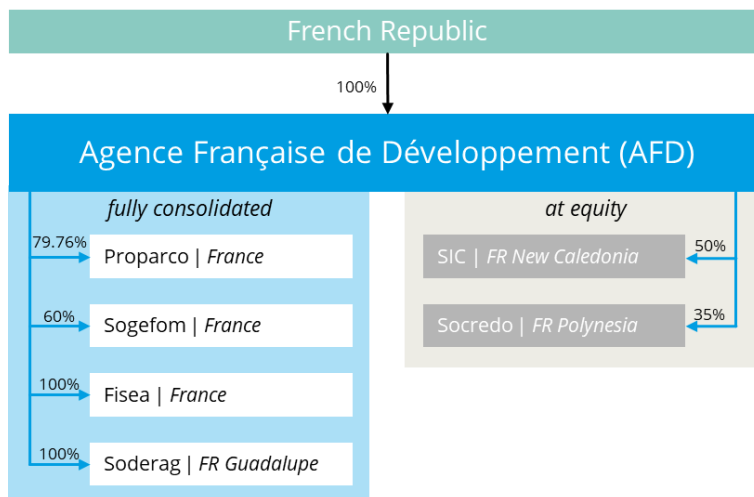 French Republic
100%
Agence Française de Développement (AFD)
fully consolidated
79.76%
Proparco | France
60%
Sogefom | France
100%
Fisea | France
100%
Soderag | FR Guadalupe
at equity
50%
SIC | FR New Caledonia
35%
Socredo | FR Polynesia